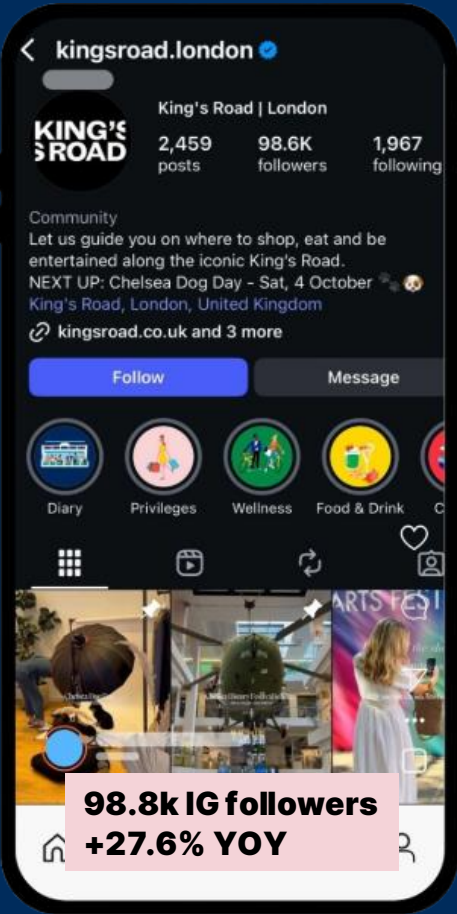 kingsroad.london
KING'S
ROAD
King's Road | London
2,459 98.6K 1,967
posts followers following
Community
Let us guide you on where to shop, eat and be
entertained along the iconic King's Road.
NEXT UP: Chelsea Dog Day - Sat, 4 October 🐾🐶
King's Road, London, United Kingdom
kingsroad.co.uk and 3 more
Follow Message
Diary Privileges Wellness Food & Drink C
ARTS FEST
98.8k IG followers
+27.6% YOY